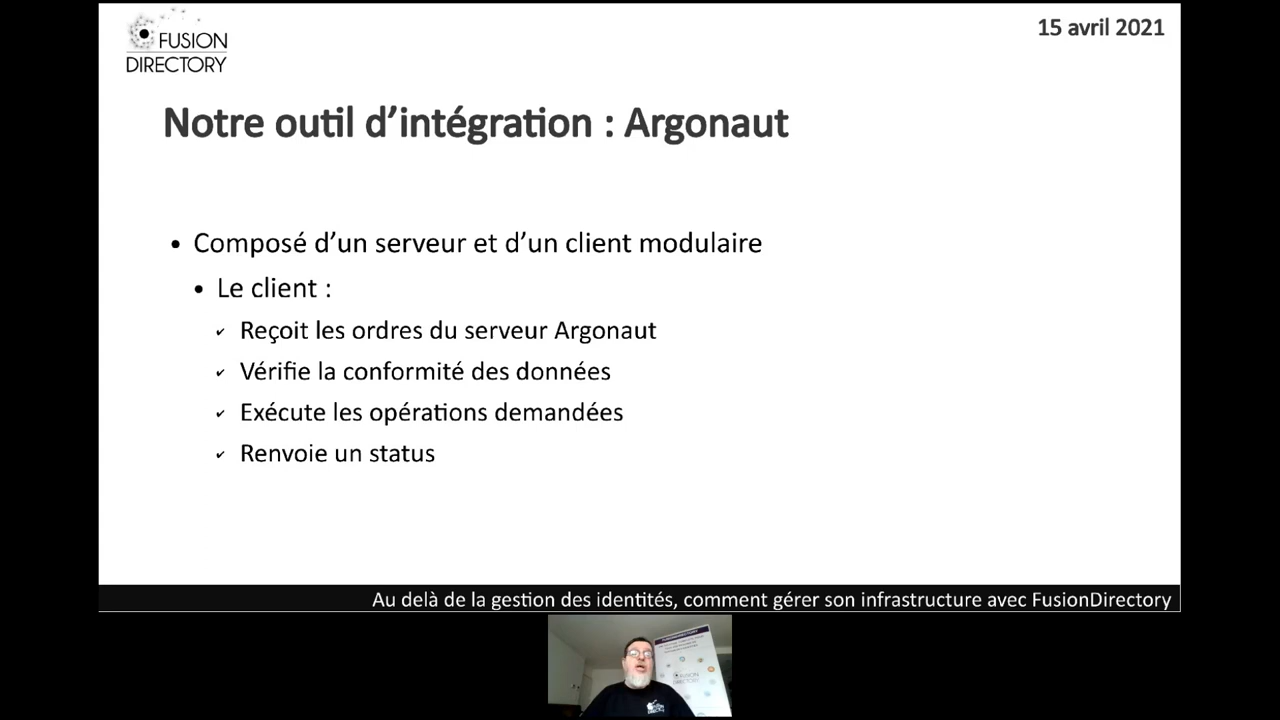 FUSION
DIRECTORY
15 avril 2021
Notre outil d’intégration : Argonaut
• Composé d’un serveur et d’un client modulaire
• Le client :
✔ Reçoit les ordres du serveur Argonaut
✔ Vérifie la conformité des données
✔ Exécute les opérations demandées
✔ Renvoie un status
Au delà de la gestion des identités, comment gérer son infrastructure avec FusionDirectory
FUSION
DIRECTORY